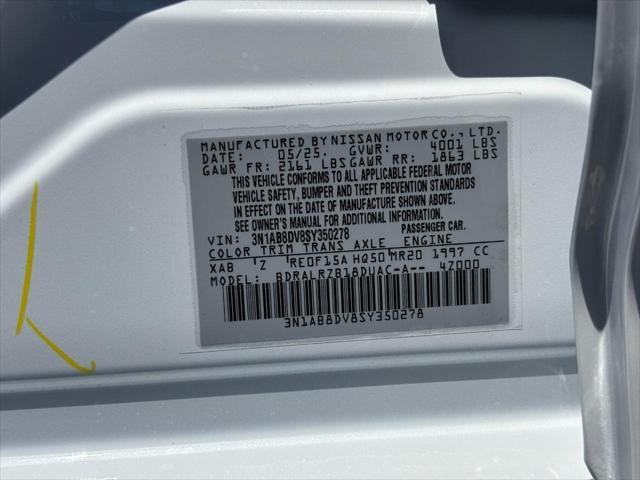 MANUFACTURED BY NISSAN MOTOR CO., LTD.
DATE: 05/25. GVWR: 4001 LBS
GAWR FR: 2161 LBS GAWR RR: 1863 LBS
THIS VEHICLE CONFORMS TO ALL APPLICABLE FEDERAL MOTOR
VEHICLE SAFETY, BUMPER AND THEFT PREVENTION STANDARDS
IN EFFECT ON THE DATE OF MANUFACTURE SHOWN ABOVE.
SEE OWNER'S MANUAL FOR ADDITIONAL INFORMATION.
VIN: 3N1AB8DV8SY350278 PASSENGER CAR.
COLOR TRIM TRANS AXLE ENGINE
XAB Z RE0F15A HQ50 MR20 1997 CC
MODEL: BDRALRZB18DUAC-A-- 4Z000
3N1AB8DV8SY350278